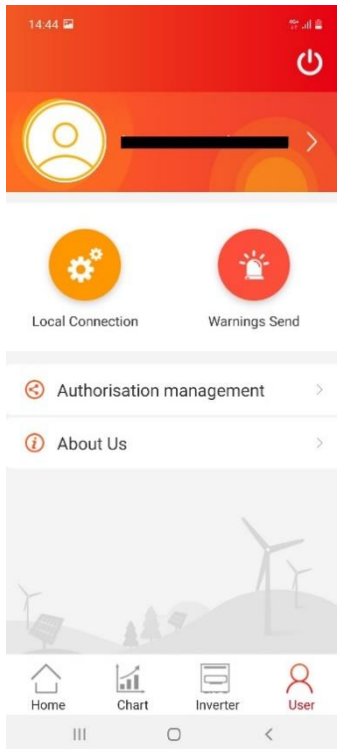 14:44
Local Connection
Warnings Send
Authorisation management
About Us
Home
Chart
Inverter
User